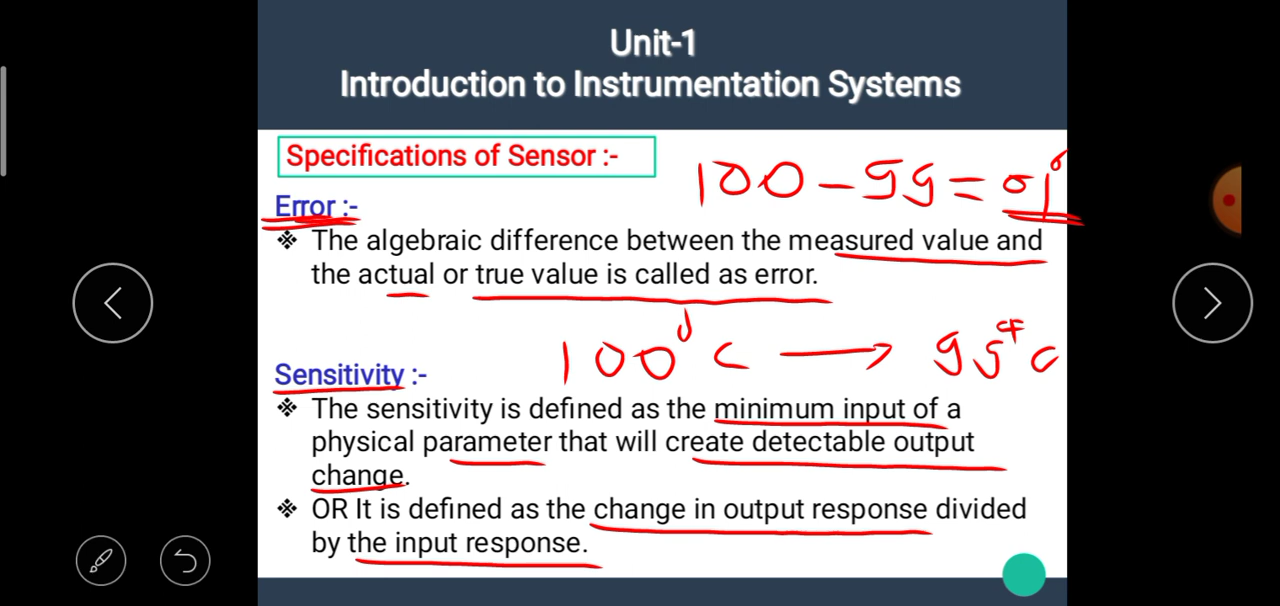 Unit-1
Introduction to Instrumentation Systems
Specifications of Sensor :-
100 - 99 = 01°
Error :-
❖ The algebraic difference between the measured value and
the actual or true value is called as error.
100°c → 99°c
Sensitivity :-
❖ The sensitivity is defined as the minimum input of a
physical parameter that will create detectable output
change.
❖ OR It is defined as the change in output response divided
by the input response.